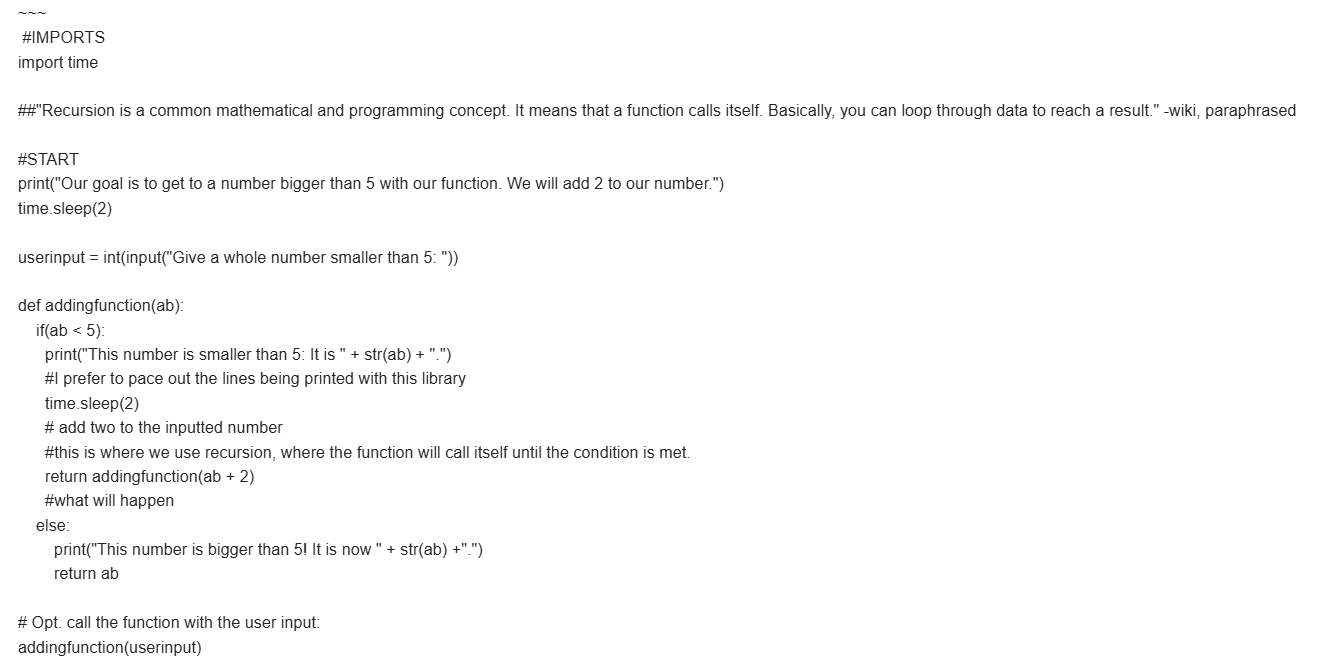 ~~~
#IMPORTS
import time
##"Recursion is a common mathematical and programming concept. It means that a function calls itself. Basically, you can loop through data to reach a result." -wiki, paraphrased
#START
print("Our goal is to get to a number bigger than 5 with our function. We will add 2 to our number.")
time.sleep(2)
userinput = int(input("Give a whole number smaller than 5: "))
def addingfunction(ab):
if(ab < 5):
print("This number is smaller than 5: It is " + str(ab) + ".")
#I prefer to pace out the lines being printed with this library
time.sleep(2)
# add two to the inputted number
#this is where we use recursion, where the function will call itself until the condition is met.
return addingfunction(ab + 2)
#what will happen
else:
print("This number is bigger than 5! It is now " + str(ab) +".")
return ab
# Opt. call the function with the user input:
addingfunction(userinput)